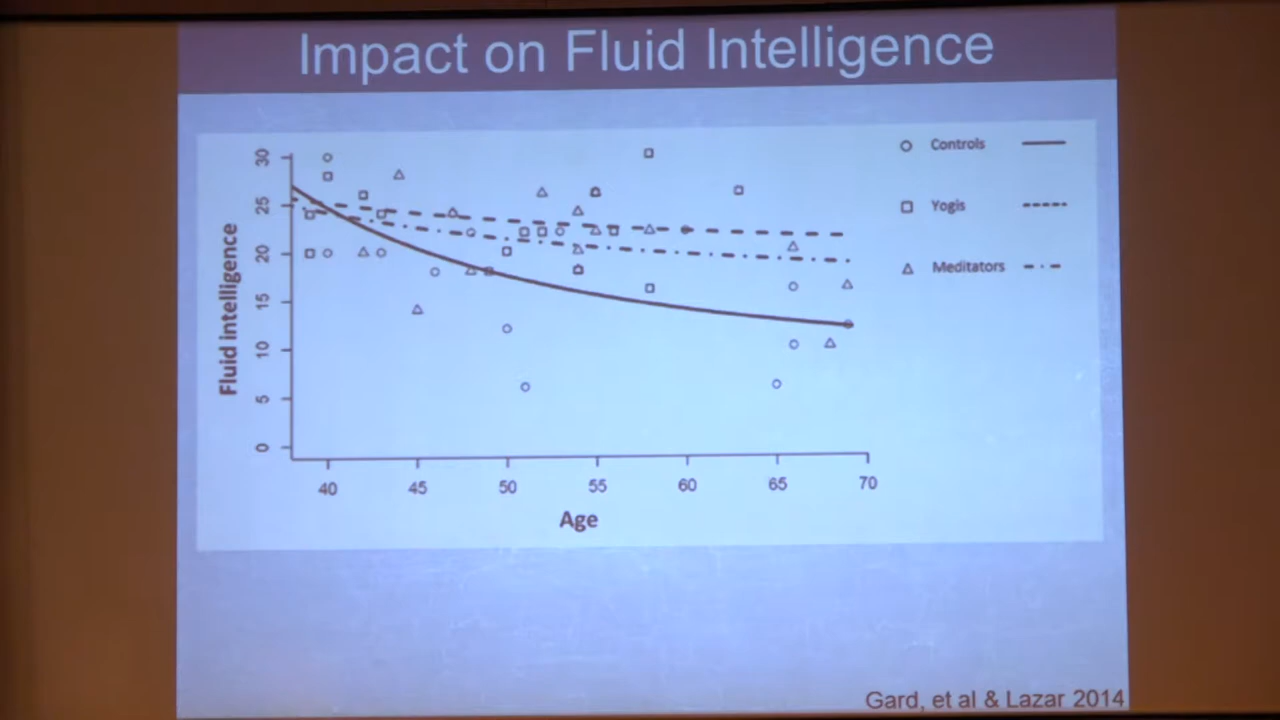 Impact on Fluid Intelligence
30
25
20
15
10
5
0
Fluid intelligence
40 45 50 55 60 65 70
Age
Controls
Yogis
Meditators
Gard, et al & Lazar 2014